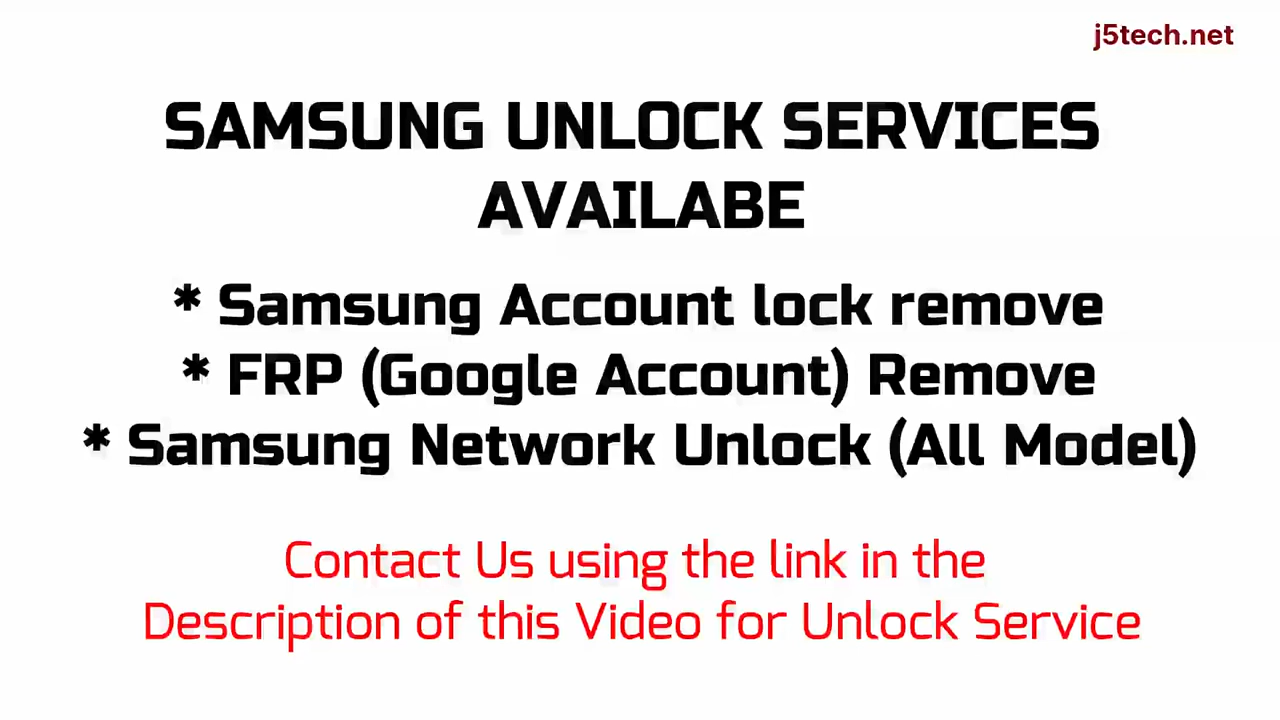 j5tech.net
SAMSUNG UNLOCK SERVICES
AVAILABE
* Samsung Account lock remove
* FRP (Google Account) Remove
* Samsung Network Unlock (All Model)
Contact Us using the link in the
Description of this Video for Unlock Service